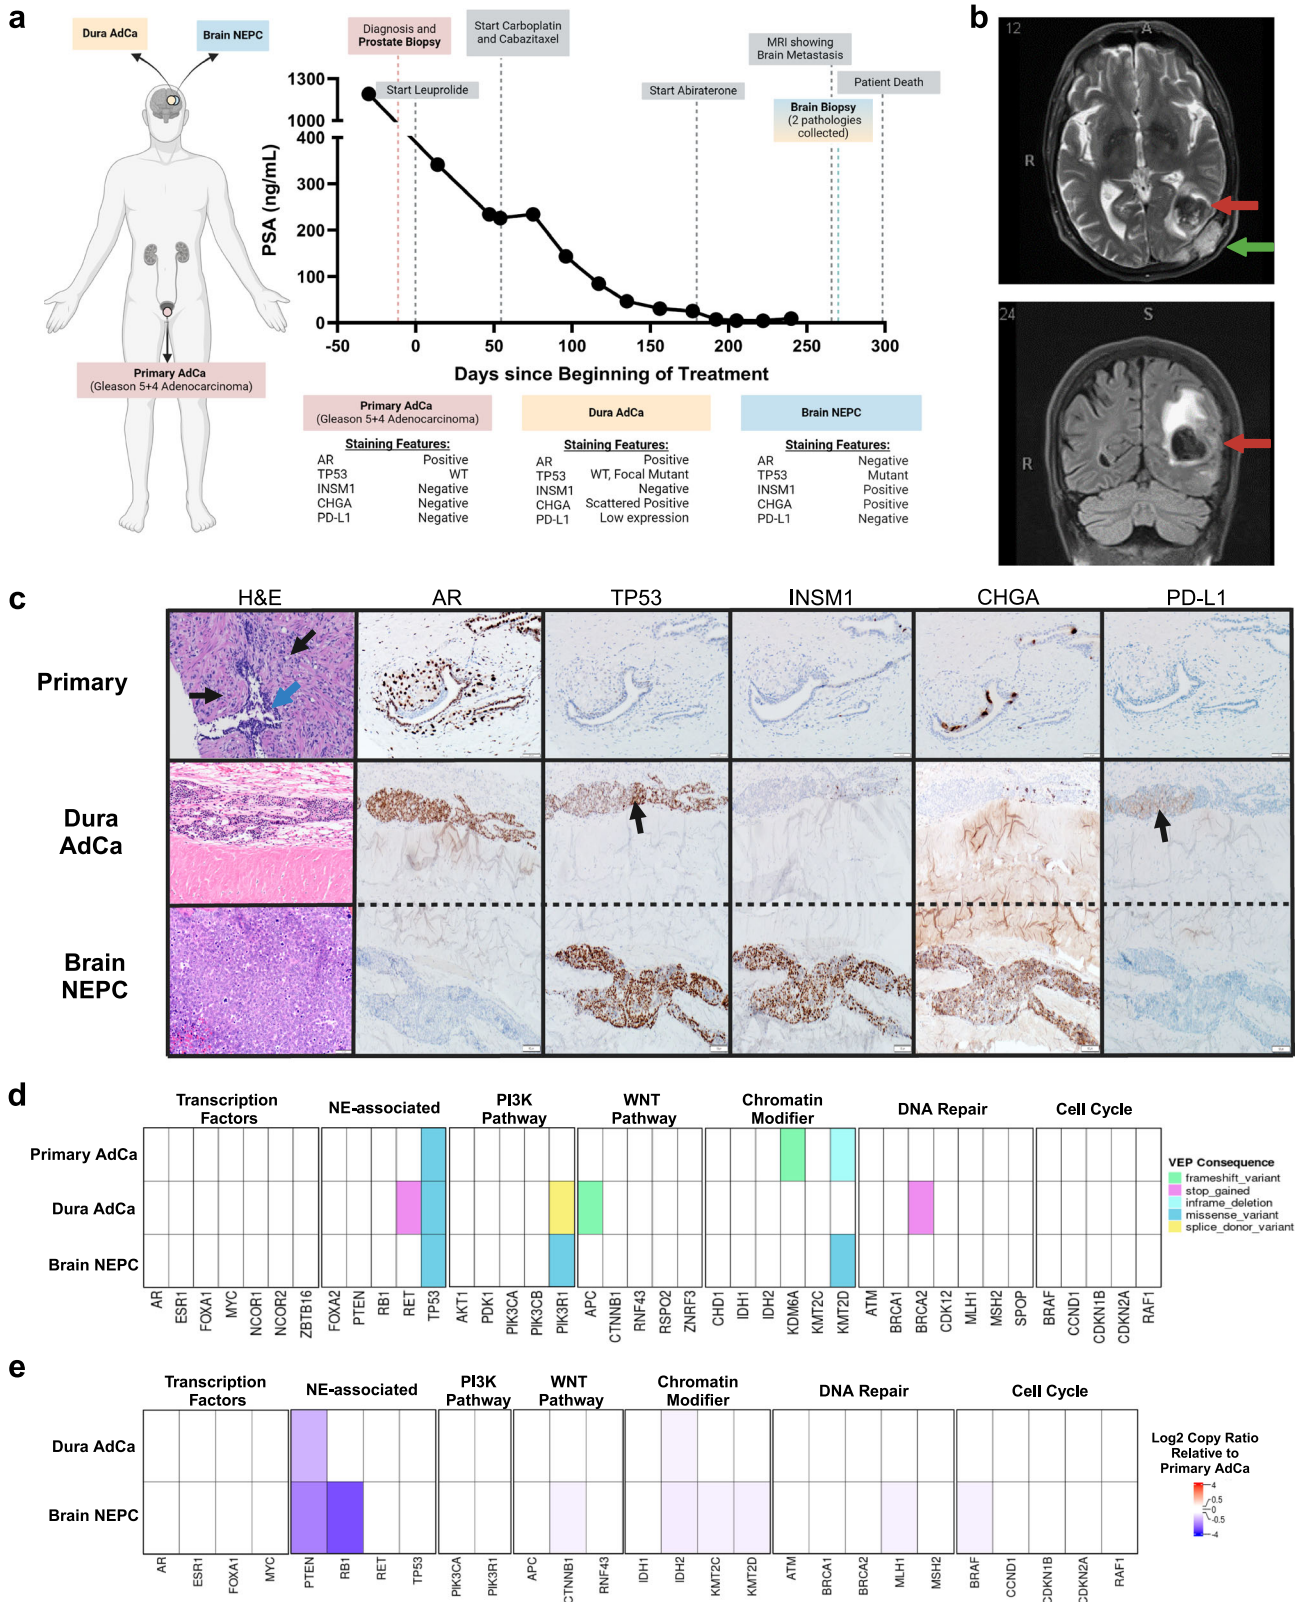 a
Dura AdCa
Brain NEPC
Primary AdCa
(Gleason 5+4 Adenocarcinoma)
Diagnosis and
Prostate Biopsy
Start Leuprolide
Start Carboplatin
and Cabazitaxel
Start Abiraterone
MRI showing
Brain Metastasis
Brain Biopsy
(2 pathologies
collected)
Patient Death
PSA (ng/mL)
1300
1000
400
300
200
100
0
-50 0 50 100 150 200 250 300
Days since Beginning of Treatment
Primary AdCa
(Gleason 5+4 Adenocarcinoma)
Staining Features:
AR Positive
TP53 WT
INSM1 Negative
CHGA Negative
PD-L1 Negative
Dura AdCa
Staining Features:
AR Positive
TP53 WT, Focal Mutant
INSM1 Negative
CHGA Scattered Positive
PD-L1 Low expression
Brain NEPC
Staining Features:
AR Negative
TP53 Mutant
INSM1 Positive
CHGA Positive
PD-L1 Negative
b
12
A
R
24
S
R
c
H&E AR TP53 INSM1 CHGA PD-L1
Primary
Dura
AdCa
Brain
NEPC
d
Transcription
Factors
NE-associated
PI3K
Pathway
WNT
Pathway
Chromatin
Modifier
DNA Repair
Cell Cycle
Primary AdCa
Dura AdCa
Brain NEPC
AR
ESR1
FOXA1
MYC
NCOR1
NCOR2
ZBTB16
FOXA2
PTEN
RB1
RET
TP53
AKT1
PDK1
PIK3CA
PIK3CB
PIK3R1
APC
CTNNB1
RNF43
RSPO2
ZNRF3
CHD1
IDH1
IDH2
KDM6A
KMT2C
KMT2D
ATM
BRCA1
BRCA2
CDK12
MLH1
MSH2
SPOP
BRAF
CCND1
CDKN1B
CDKN2A
RAF1
VEP Consequence
frameshift_variant
stop_gained
inframe_deletion
missense_variant
splice_donor_variant
e
Transcription
Factors
NE-associated
PI3K
Pathway
WNT
Pathway
Chromatin
Modifier
DNA Repair
Cell Cycle
Dura AdCa
Brain NEPC
AR
ESR1
FOXA1
MYC
PTEN
RB1
RET
TP53
PIK3CA
PIK3R1
APC
CTNNB1
RNF43
IDH1
IDH2
KMT2C
KMT2D
ATM
BRCA1
BRCA2
MLH1
MSH2
BRAF
CCND1
CDKN1B
CDKN2A
RAF1
Log2 Copy Ratio
Relative to
Primary AdCa
4
0.5
0
-0.5
-4